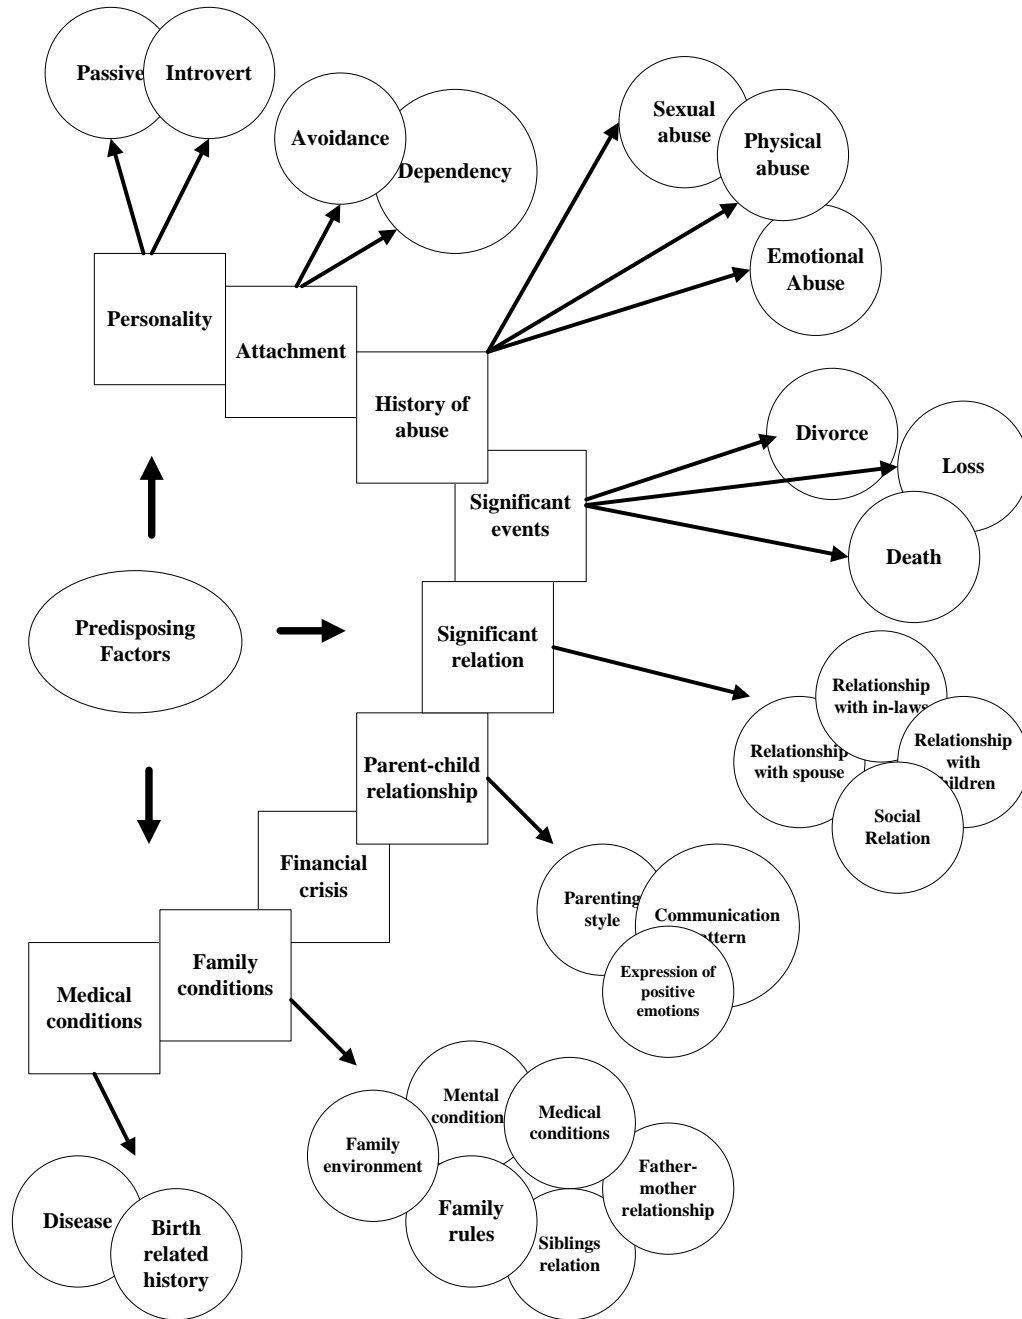 Passive
Introvert
Avoidance
Dependency
Sexual
abuse
Physical
abuse
Emotional
Abuse
Personality
Attachment
History of
abuse
Divorce
Loss
Significant
events
Death
Predisposing
Factors
Significant
relation
Relationship
with in-laws
Relationship
with spouse
Relationship
with
hildren
Social
Relation
Parent-child
relationship
Financial
crisis
Parenting
style
Communication
ttern
Expression of
positive
emotions
Family
conditions
Medical
conditions
Mental
condition
Medical
conditions
Family
environment
Father-
mother
relationship
Family
rules
Siblings
relation
Disease
Birth
related
history